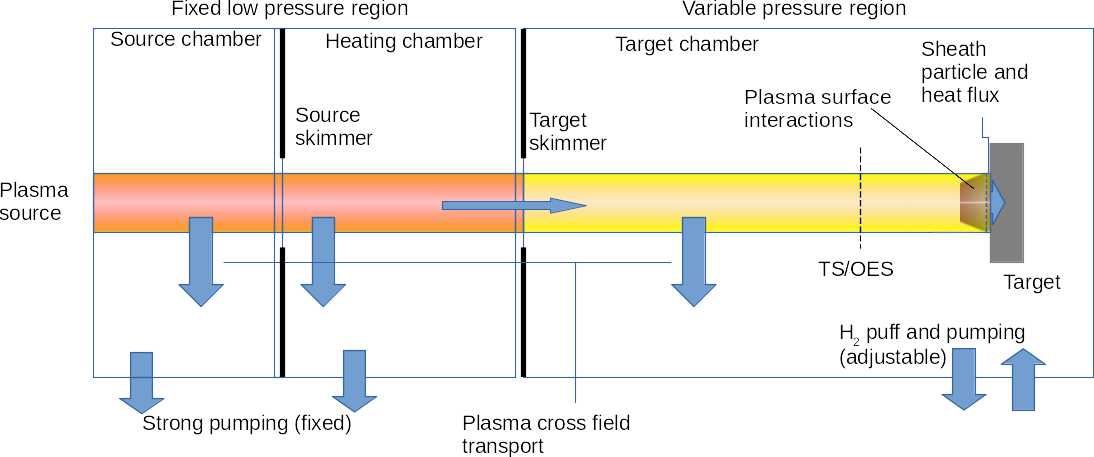 Fixed low pressure region
Variable pressure region
Source chamber
Heating chamber
Target chamber
Sheath
particle and
heat flux
Plasma surface
interactions
Source
skimmer
Target
skimmer
Plasma
source
TS/OES
Target
H2 puff and pumping
(adjustable)
Strong pumping (fixed)
Plasma cross field
transport